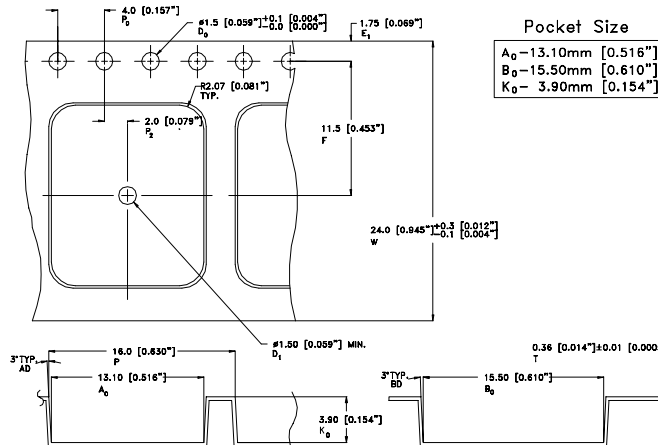 4.0 [0.157"]
P₀
ø1.5 [0.059"] +0.1 [0.004"]
-0.0 [0.000"]
D₀
1.75 [0.069"]
E₁
Pocket Size
A₀-13.10mm [0.516"]
B₀-15.50mm [0.610"]
K₀- 3.90mm [0.154"]
R2.07 [0.081"]
TYP.
2.0 [0.079"]
P₂
11.5 [0.453"]
F
24.0 [0.945"] +0.3 [0.012"]
-0.1 [0.004"]
W
ø1.50 [0.059"] MIN.
D₁
16.0 [0.630"]
P
3° TYP.
AD
13.10 [0.516"]
A₀
3.90 [0.154"]
K₀
0.36 [0.014"]±0.01 [0.000
T
3° TYP.
BD
15.50 [0.610"]
B₀